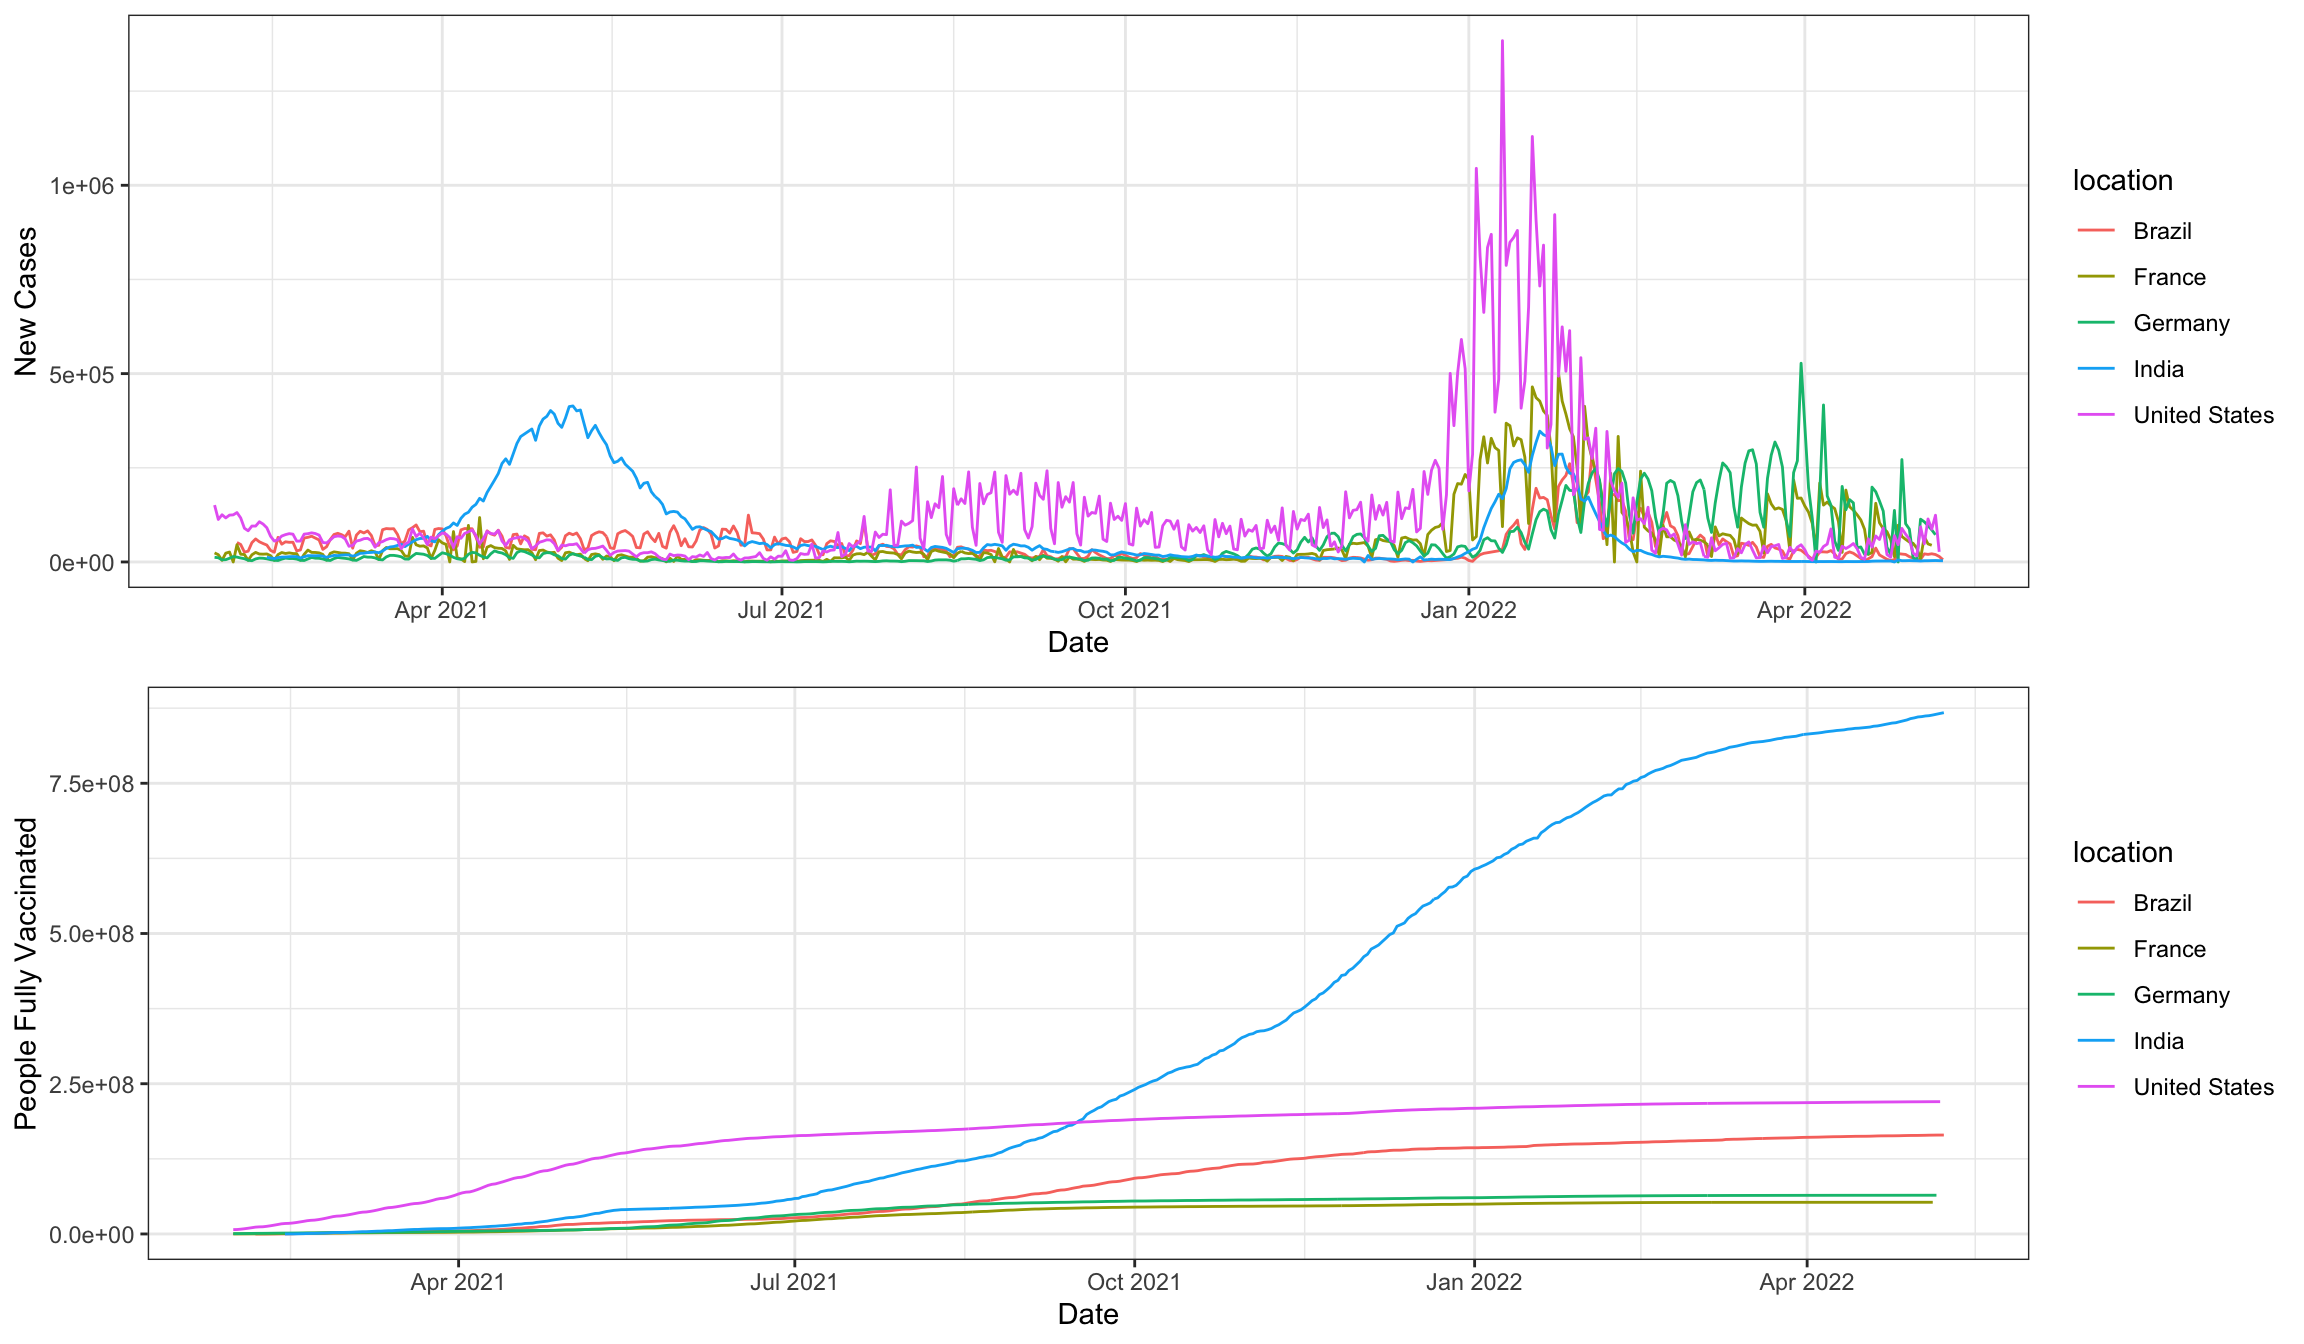 New Cases
1e+06
5e+05
0e+00
Apr 2021
Jul 2021
Oct 2021
Jan 2022
Apr 2022
Date
location
Brazil
France
Germany
India
United States
People Fully Vaccinated
7.5e+08
5.0e+08
2.5e+08
0.0e+00
Apr 2021
Jul 2021
Oct 2021
Jan 2022
Apr 2022
Date
location
Brazil
France
Germany
India
United States